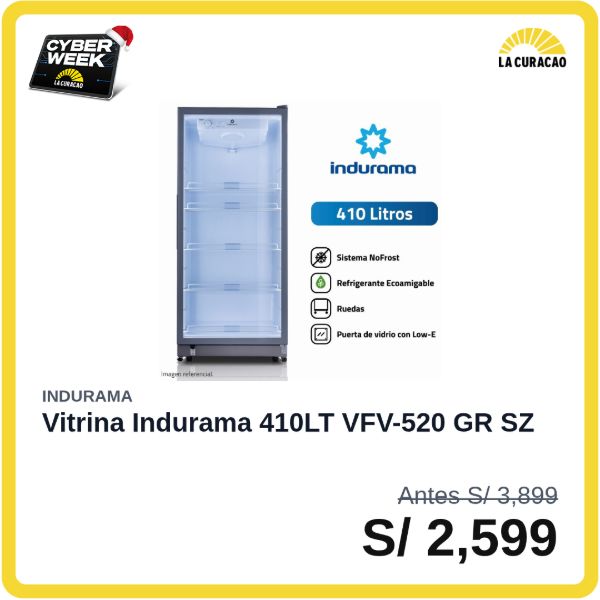 CYBER
WEEK
LA CURACAO
LA CURACAO
indurama
410 Litros
Sistema NoFrost
Refrigerante Ecoamigable
Ruedas
Puerta de vidrio con Low-E
Imagen referencial.
INDURAMA
Vitrina Indurama 410LT VFV-520 GR SZ
Antes S/ 3,899
S/ 2,599